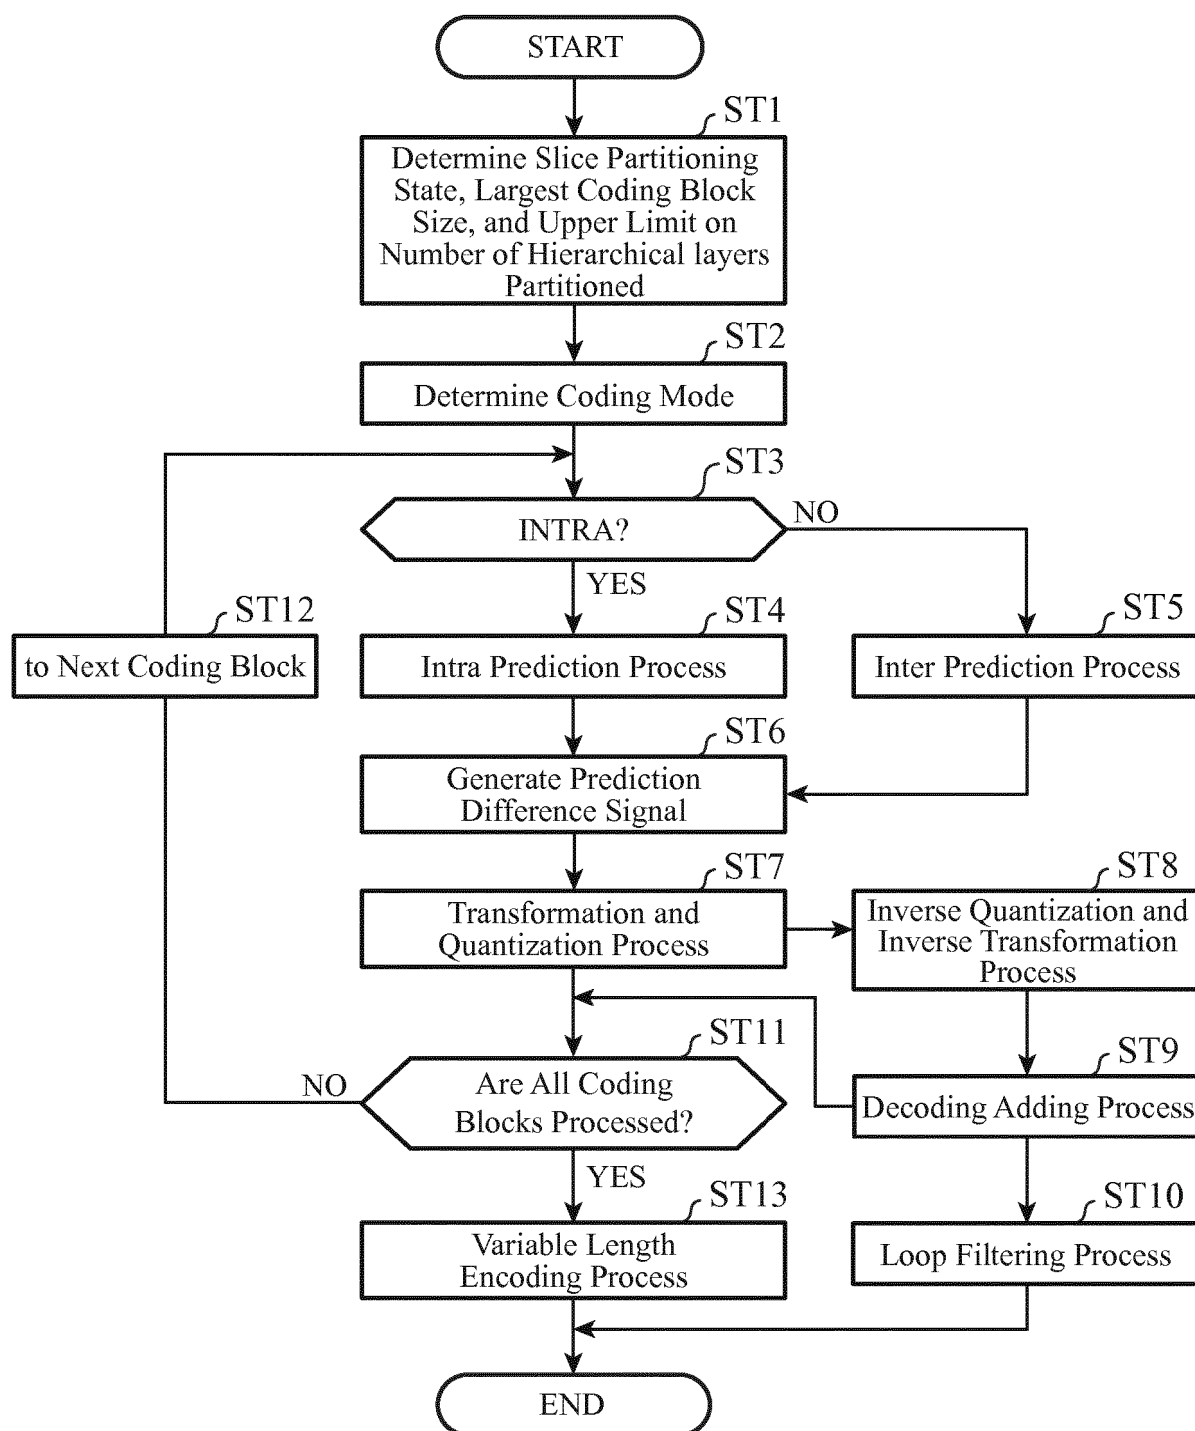 START
ST1
Determine Slice Partitioning
State, Largest Coding Block
Size, and Upper Limit on
Number of Hierarchical layers
Partitioned
ST2
Determine Coding Mode
ST3
INTRA?
NO
YES
ST12
to Next Coding Block
ST4
Intra Prediction Process
ST5
Inter Prediction Process
ST6
Generate Prediction
Difference Signal
ST7
Transformation and
Quantization Process
ST8
Inverse Quantization and
Inverse Transformation
Process
ST11
Are All Coding
Blocks Processed?
NO
YES
ST9
Decoding Adding Process
ST13
Variable Length
Encoding Process
ST10
Loop Filtering Process
END